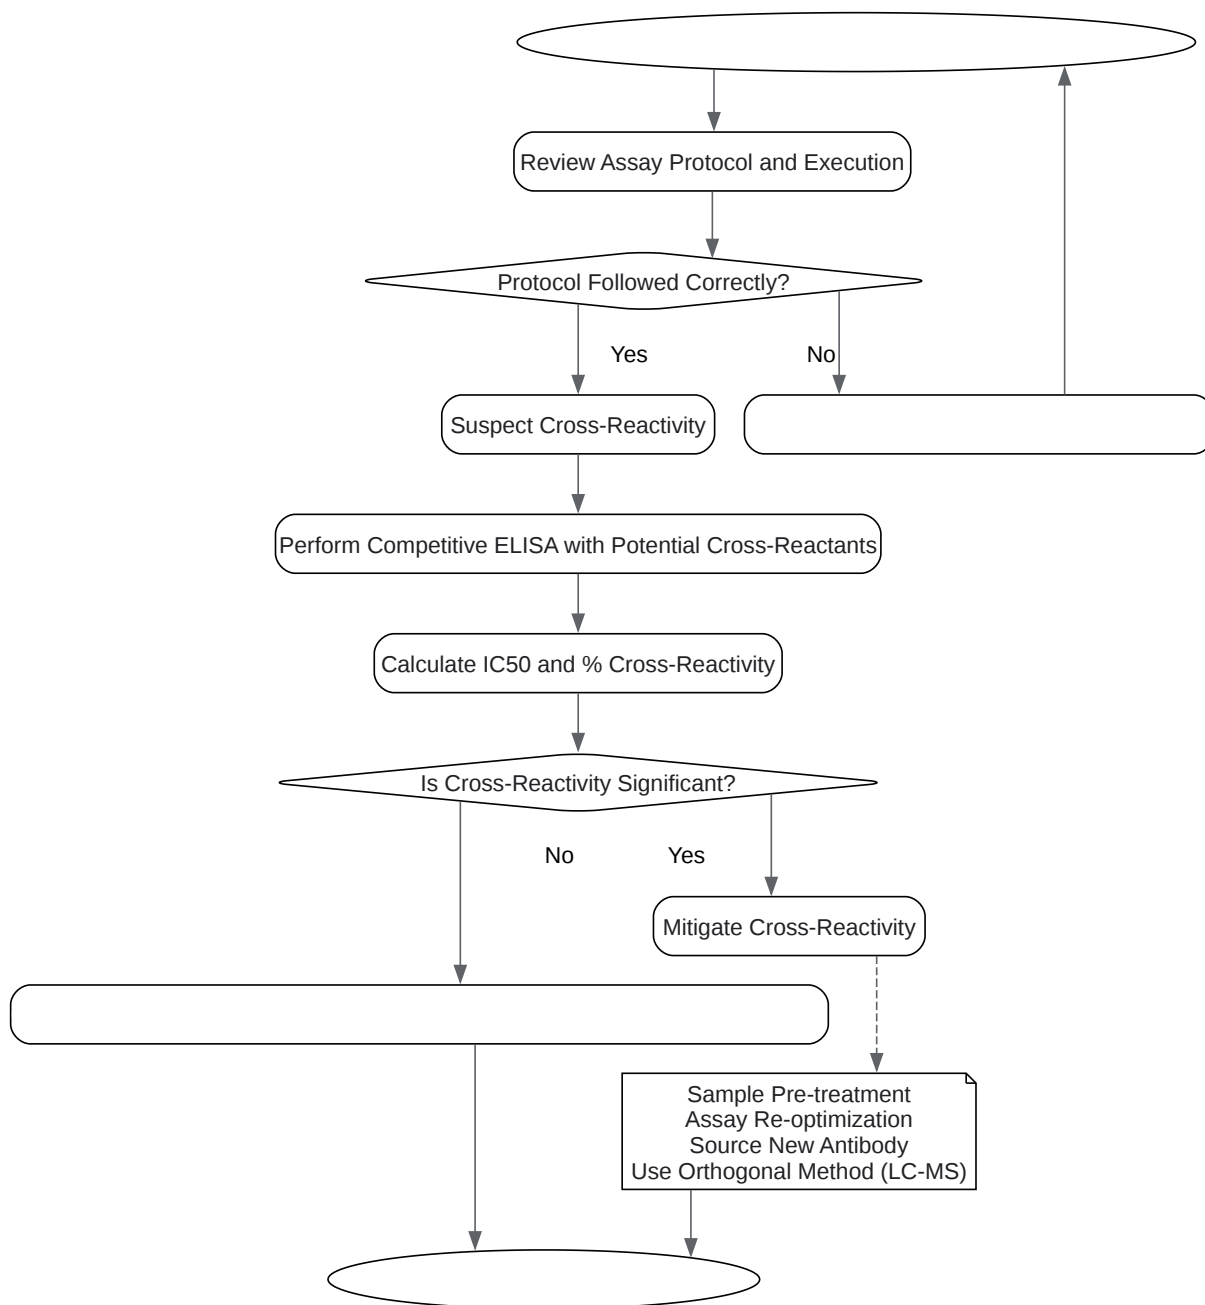 Review Assay Protocol and Execution
Protocol Followed Correctly?
Yes
No
Suspect Cross-Reactivity
Perform Competitive ELISA with Potential Cross-Reactants
Calculate IC50 and % Cross-Reactivity
Is Cross-Reactivity Significant?
No
Yes
Mitigate Cross-Reactivity
Sample Pre-treatment
Assay Re-optimization
Source New Antibody
Use Orthogonal Method (LC-MS)